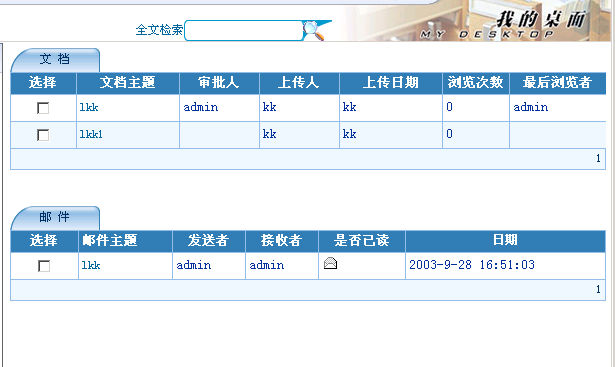 全文检索
我的桌面
MY DESKTOP
文 档
选择 文档主题 审批人 上传人 上传日期 浏览次数 最后浏览者
lkk admin kk kk 0 admin
lkk1 kk kk 0
1
邮 件
选择 邮件主题 发送者 接收者 是否已读 日期
lkk admin admin 2003-9-28 16:51:03
1